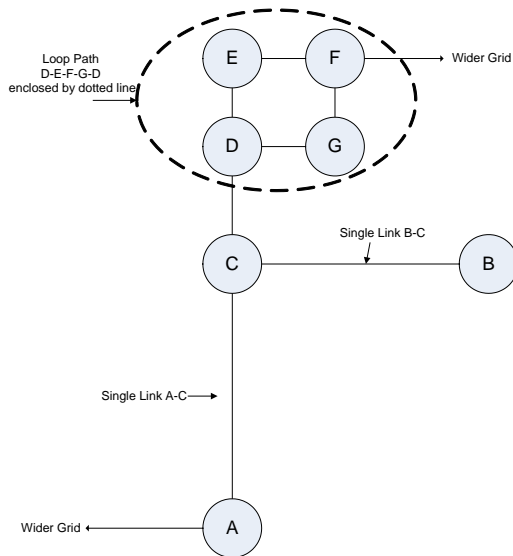 Loop Path
D-E-F-G-D
enclosed by dotted line
E
F
Wider Grid
D
G
Single Link B-C
C
B
Single Link A-C
Wider Grid
A